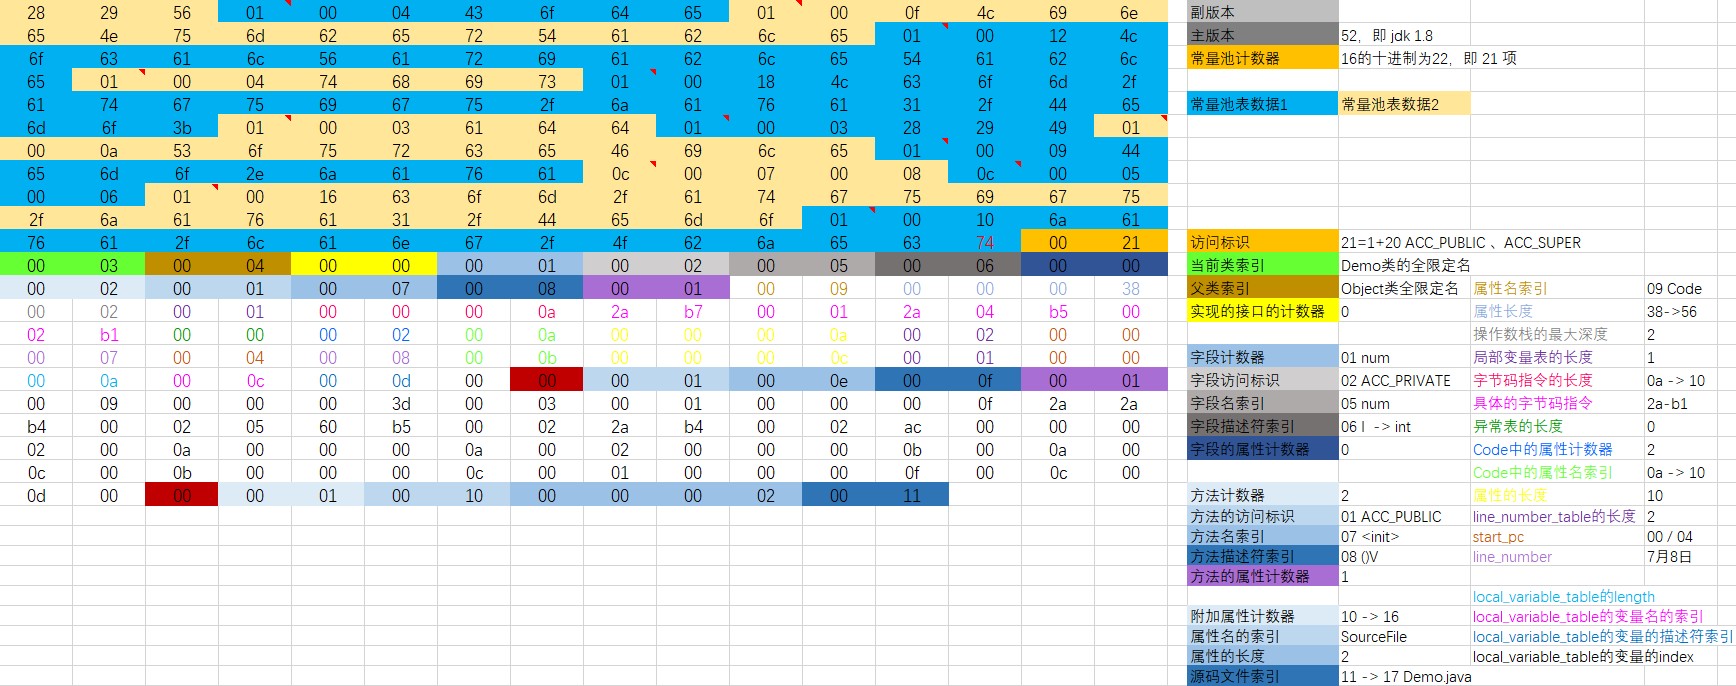 28 29 56 01 00 04 43 6f 64 65 01 00 0f 4c 69 6e 副版本
65 4e 75 6d 62 65 72 54 61 62 6c 65 01 00 12 4c 主版本 52，即 jdk 1.8
6f 63 61 6c 56 61 72 69 61 62 6c 65 54 61 62 6c 常量池计数器 16的十进制为22，即 21 项
65 01 00 04 74 68 69 73 01 00 18 4c 63 6f 6d 2f
61 74 67 75 69 67 75 2f 6a 61 76 61 31 2f 44 65 常量池表数据1 常量池表数据2
6d 6f 3b 01 00 03 61 64 64 01 00 03 28 29 49 01
00 0a 53 6f 75 72 63 65 46 69 6c 65 01 00 09 44
65 6d 6f 2e 6a 61 76 61 0c 00 07 00 08 0c 00 05
00 06 01 00 16 63 6f 6d 2f 61 74 67 75 69 67 75
2f 6a 61 76 61 31 2f 44 65 6d 6f 01 00 10 6a 61
76 61 2f 6c 61 6e 67 2f 4f 62 6a 65 63 74 00 21 访问标识 21=1+20 ACC_PUBLIC 、ACC_SUPER
00 03 00 04 00 00 00 01 00 02 00 05 00 06 00 00 当前类索引 Demo类的全限定名
00 02 00 01 00 07 00 08 00 01 00 09 00 00 00 38 父类索引 Object类全限定名 属性名索引 09 Code
00 02 00 01 00 00 00 0a 2a b7 00 01 2a 04 b5 00 实现的接口的计数器 0 属性长度 38->56
02 b1 00 00 00 02 00 0a 00 00 00 0a 00 02 00 00 操作数栈的最大深度 2
00 07 00 04 00 08 00 0b 00 00 00 0c 00 01 00 00 字段计数器 01 num 局部变量表的长度 1
00 0a 00 0c 00 0d 00 00 00 01 00 0e 00 0f 00 01 字段访问标识 02 ACC_PRIVATE 字节码指令的长度 0a -> 10
00 09 00 00 00 3d 00 03 00 01 00 00 00 0f 2a 2a 字段名索引 05 num 具体的字节码指令 2a-b1
b4 00 02 05 60 b5 00 02 2a b4 00 02 ac 00 00 00 字段描述符索引 06 I -> int 异常表的长度 0
02 00 0a 00 00 00 0a 00 02 00 00 00 0b 00 0a 00 字段的属性计数器 0 Code中的属性计数器 2
0c 00 0b 00 00 00 0c 00 01 00 00 00 0f 00 0c 00 Code中的属性名索引 0a -> 10
0d 00 00 00 01 00 10 00 00 00 02 00 11 方法计数器 2 属性的长度 10
方法的访问标识 01 ACC_PUBLIC line_number_table的长度 2
方法名索引 07 <init> start_pc 00 / 04
方法描述符索引 08 ()V line_number 7月8日
方法的属性计数器 1
local_variable_table的length
附加属性计数器 10 -> 16 local_variable_table的变量名的索引
属性名的索引 SourceFile local_variable_table的变量的描述符索引
属性的长度 2 local_variable_table的变量的index
源码文件索引 11 -> 17 Demo.java